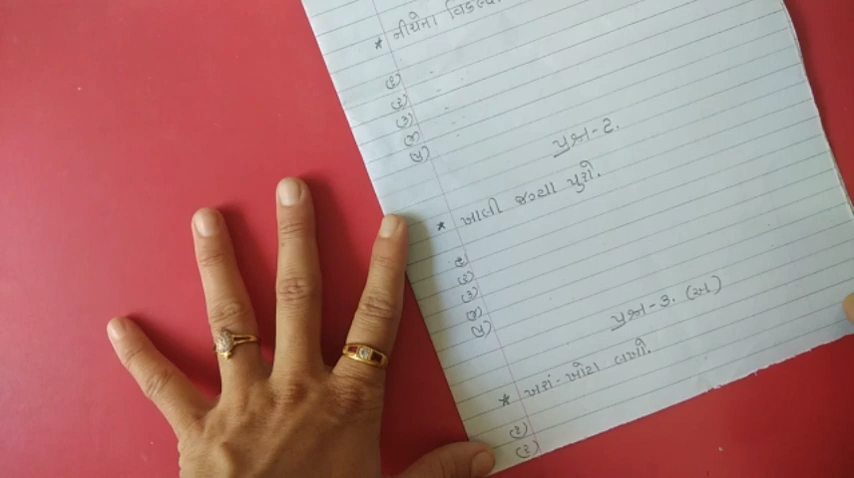 * નીચેના વિકલ્પો
(૧)
(૨)
(૩)
(૪)
(૫)
પ્રશ્ન-૨.
* ખાલી જગ્યા પુરો.
(૧)
(૨)
(૩)
(૪)
(૫)
પ્રશ્ન-૩. (અ)
* ખરાં-ખોટા લખો.
(૧)
(૨)